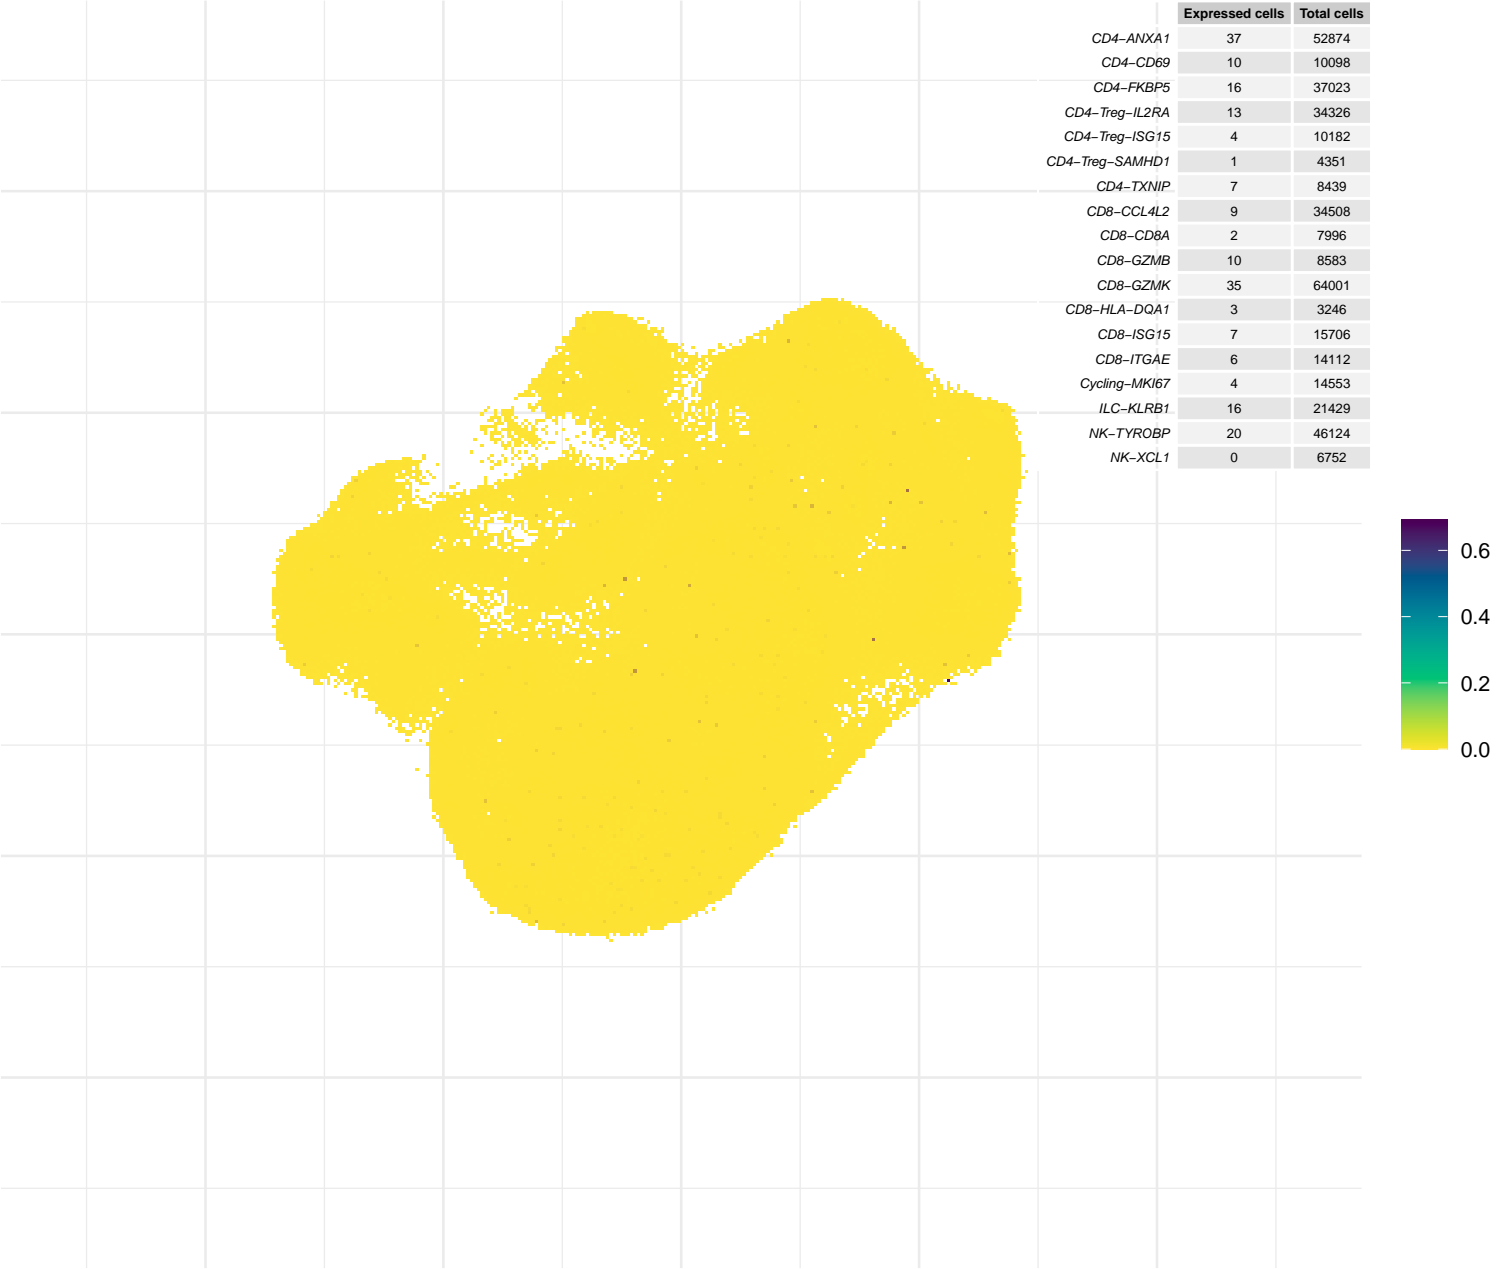 Expressed cells Total cells
CD4−ANXA1 37 52874
CD4−CD69 10 10098
CD4−FKBP5 16 37023
CD4−Treg−IL2RA 13 34326
CD4−Treg−ISG15 4 10182
CD4−Treg−SAMHD1 1 4351
CD4−TXNIP 7 8439
CD8−CCL4L2 9 34508
CD8−CD8A 2 7996
CD8−GZMB 10 8583
CD8−GZMK 35 64001
CD8−HLA−DQA1 3 3246
CD8−ISG15 7 15706
CD8−ITGAE 6 14112
Cycling−MKI67 4 14553
ILC−KLRB1 16 21429
NK−TYROBP 20 46124
NK−XCL1 0 6752
0.6
0.4
0.2
0.0